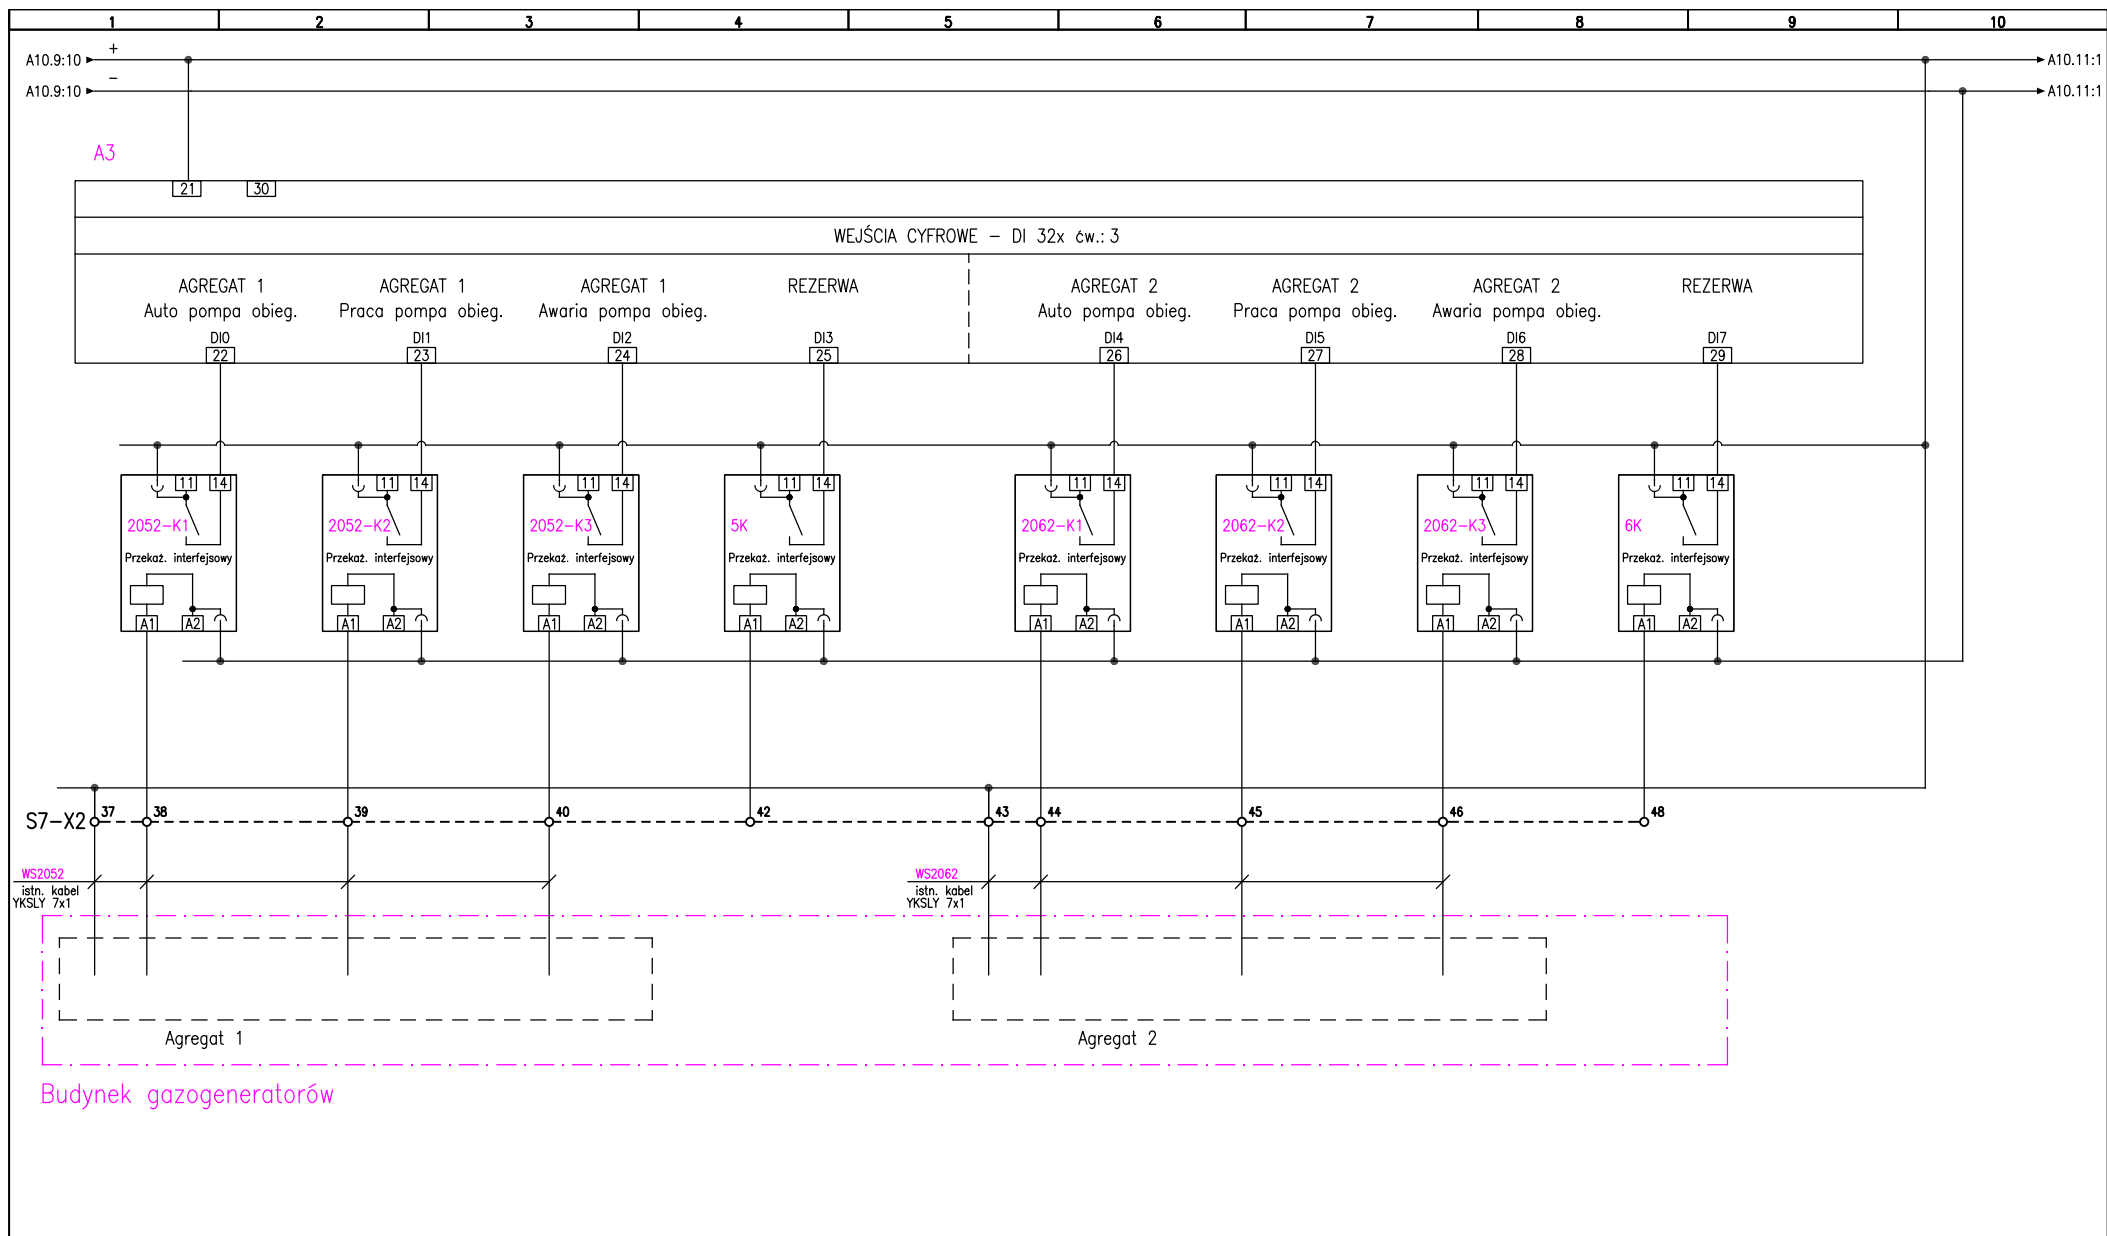 1 2 3 4 5 6 7 8 9 10
+
A10.9:10 A10.11:1
−
A10.9:10 A10.11:1
A3
21 30
WEJŚCIA CYFROWE − DI 32x ćw.: 3
AGREGAT 1 AGREGAT 1 AGREGAT 1 REZERWA AGREGAT 2 AGREGAT 2 AGREGAT 2 REZERWA
Auto pompa obieg. Praca pompa obieg. Awaria pompa obieg. Auto pompa obieg. Praca pompa obieg. Awaria pompa obieg.
DI0 DI1 DI2 DI3 DI4 DI5 DI6 DI7
22 23 24 25 26 27 28 29
11 14 11 14 11 14 11 14 11 14 11 14 11 14 11 14
2052-K1 2052-K2 2052-K3 5K 2062-K1 2062-K2 2062-K3 6K
Przekaź. interfejsowy Przekaź. interfejsowy Przekaź. interfejsowy Przekaź. interfejsowy Przekaź. interfejsowy Przekaź. interfejsowy Przekaź. interfejsowy Przekaź. interfejsowy
A1 A2 A1 A2 A1 A2 A1 A2 A1 A2 A1 A2 A1 A2 A1 A2
S7-X2 37 38 39 40 42 43 44 45 46 48
WS2052 WS2062
istn. kabel istn. kabel
YKSLY 7x1 YKSLY 7x1
Agregat 1 Agregat 2
Budynek gazogeneratorów